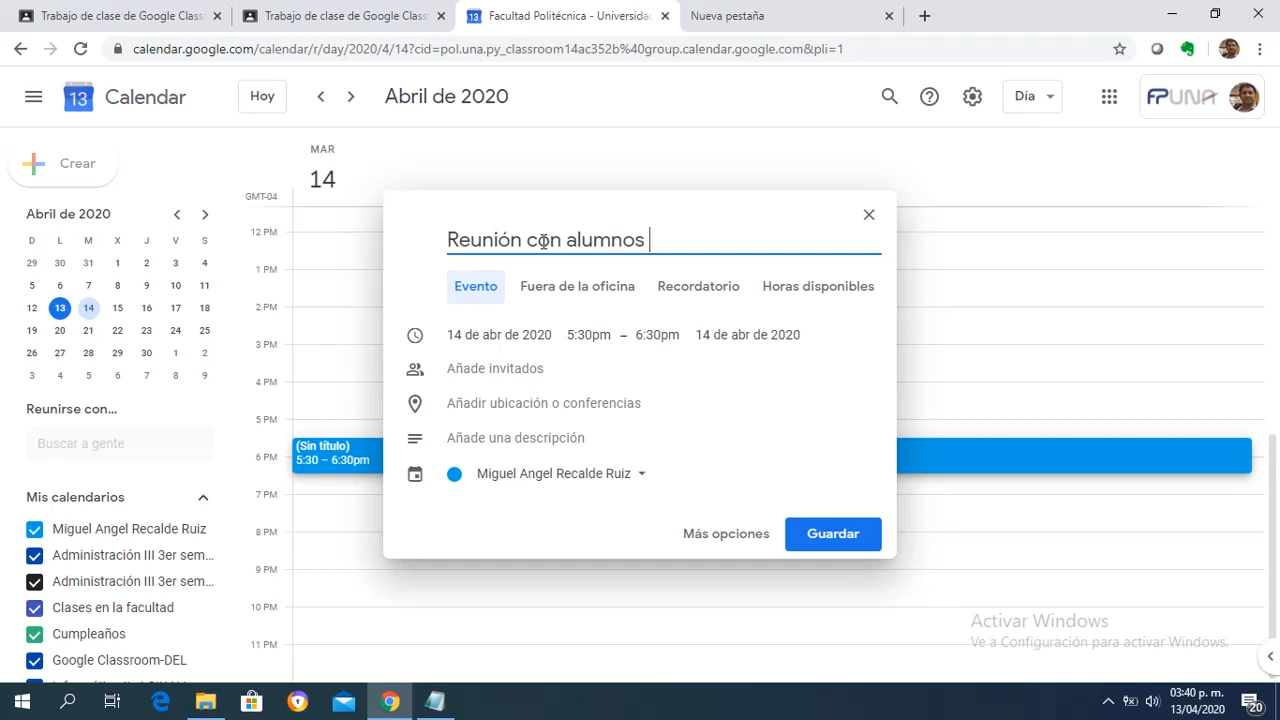 Trabajo de clase de Google Class
Trabajo de clase de Google Class
Facultad Politécnica - Universida
Nueva pestaña
calendar.google.com/calendar/r/day/2020/4/14?cid=pol.una.py_classroom14ac352b%40group.calendar.google.com&pli=1
13 Calendar
Hoy
Abril de 2020
Día
FPUNA
Crear
MAR
14
GMT-04
Abril de 2020
D L M X J V S
29 30 31 1 2 3 4
5 6 7 8 9 10 11
12 13 14 15 16 17 18
19 20 21 22 23 24 25
26 27 28 29 30 1 2
3 4 5 6 7 8 9
Reunirse con...
Buscar a gente
Mis calendarios
Miguel Angel Recalde Ruiz
Administración III 3er sem...
Administración III 3er sem...
Clases en la facultad
Cumpleaños
Google Classroom-DEL
12 PM
1 PM
2 PM
3 PM
4 PM
5 PM
6 PM
7 PM
8 PM
9 PM
10 PM
11 PM
(Sin título)
5:30 – 6:30pm
Reunión con alumnos
Evento Fuera de la oficina Recordatorio Horas disponibles
14 de abr de 2020 5:30pm – 6:30pm 14 de abr de 2020
Añade invitados
Añadir ubicación o conferencias
Añade una descripción
Miguel Angel Recalde Ruiz
Más opciones Guardar
Activar Windows
Ve a Configuración para activar Windows.
03:40 p. m.
13/04/2020
20